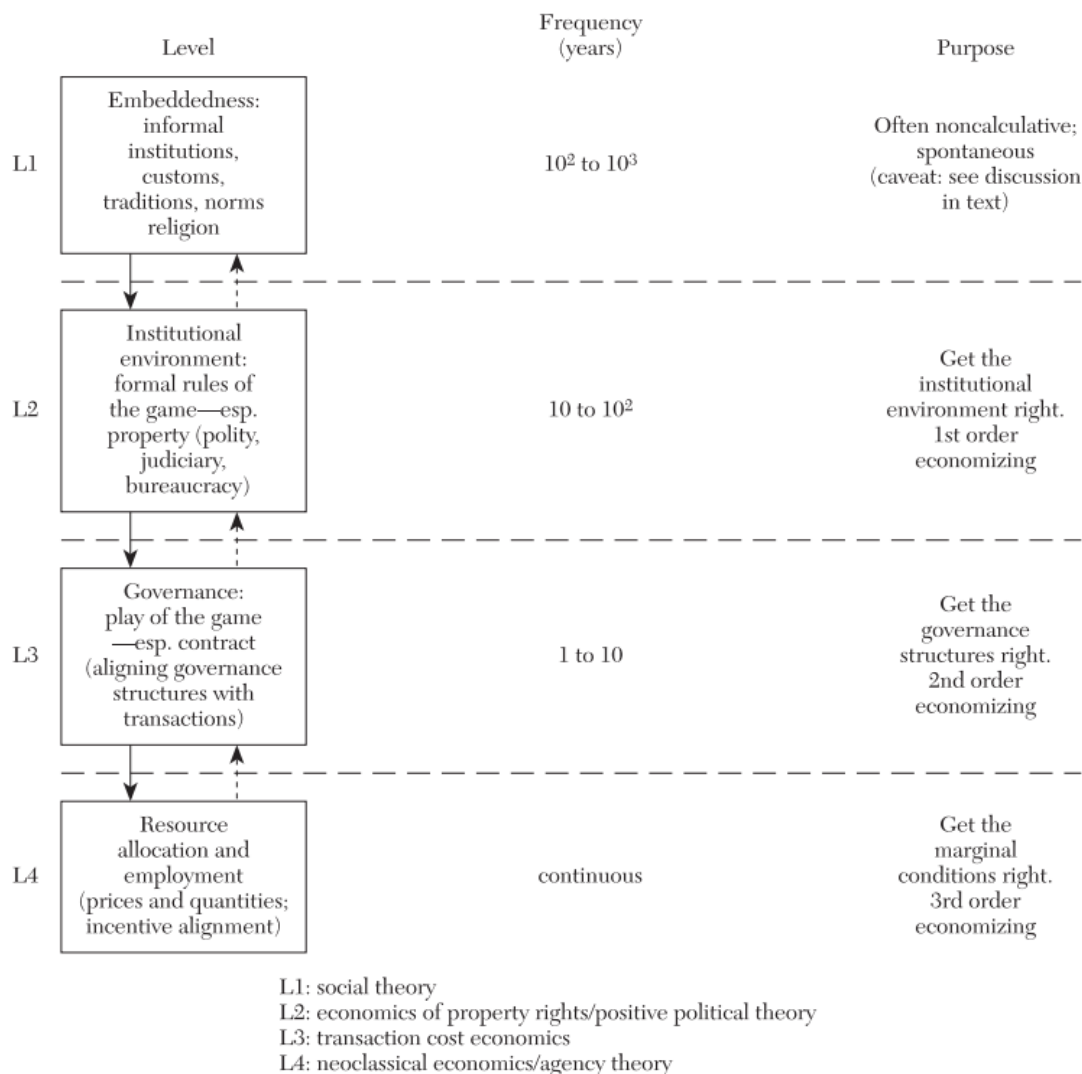 Level
Frequency
(years)
Purpose
L1
Embeddedness:
informal
institutions,
customs,
traditions, norms
religion
10² to 10³
Often noncalculative;
spontaneous
(caveat: see discussion
in text)
L2
Institutional
environment:
formal rules of
the game—esp.
property (polity,
judiciary,
bureaucracy)
10 to 10²
Get the
institutional
environment right.
1st order
economizing
L3
Governance:
play of the game
—esp. contract
(aligning governance
structures with
transactions)
1 to 10
Get the
governance
structures right.
2nd order
economizing
L4
Resource
allocation and
employment
(prices and quantities;
incentive alignment)
continuous
Get the
marginal
conditions right.
3rd order
economizing
L1: social theory
L2: economics of property rights/positive political theory
L3: transaction cost economics
L4: neoclassical economics/agency theory